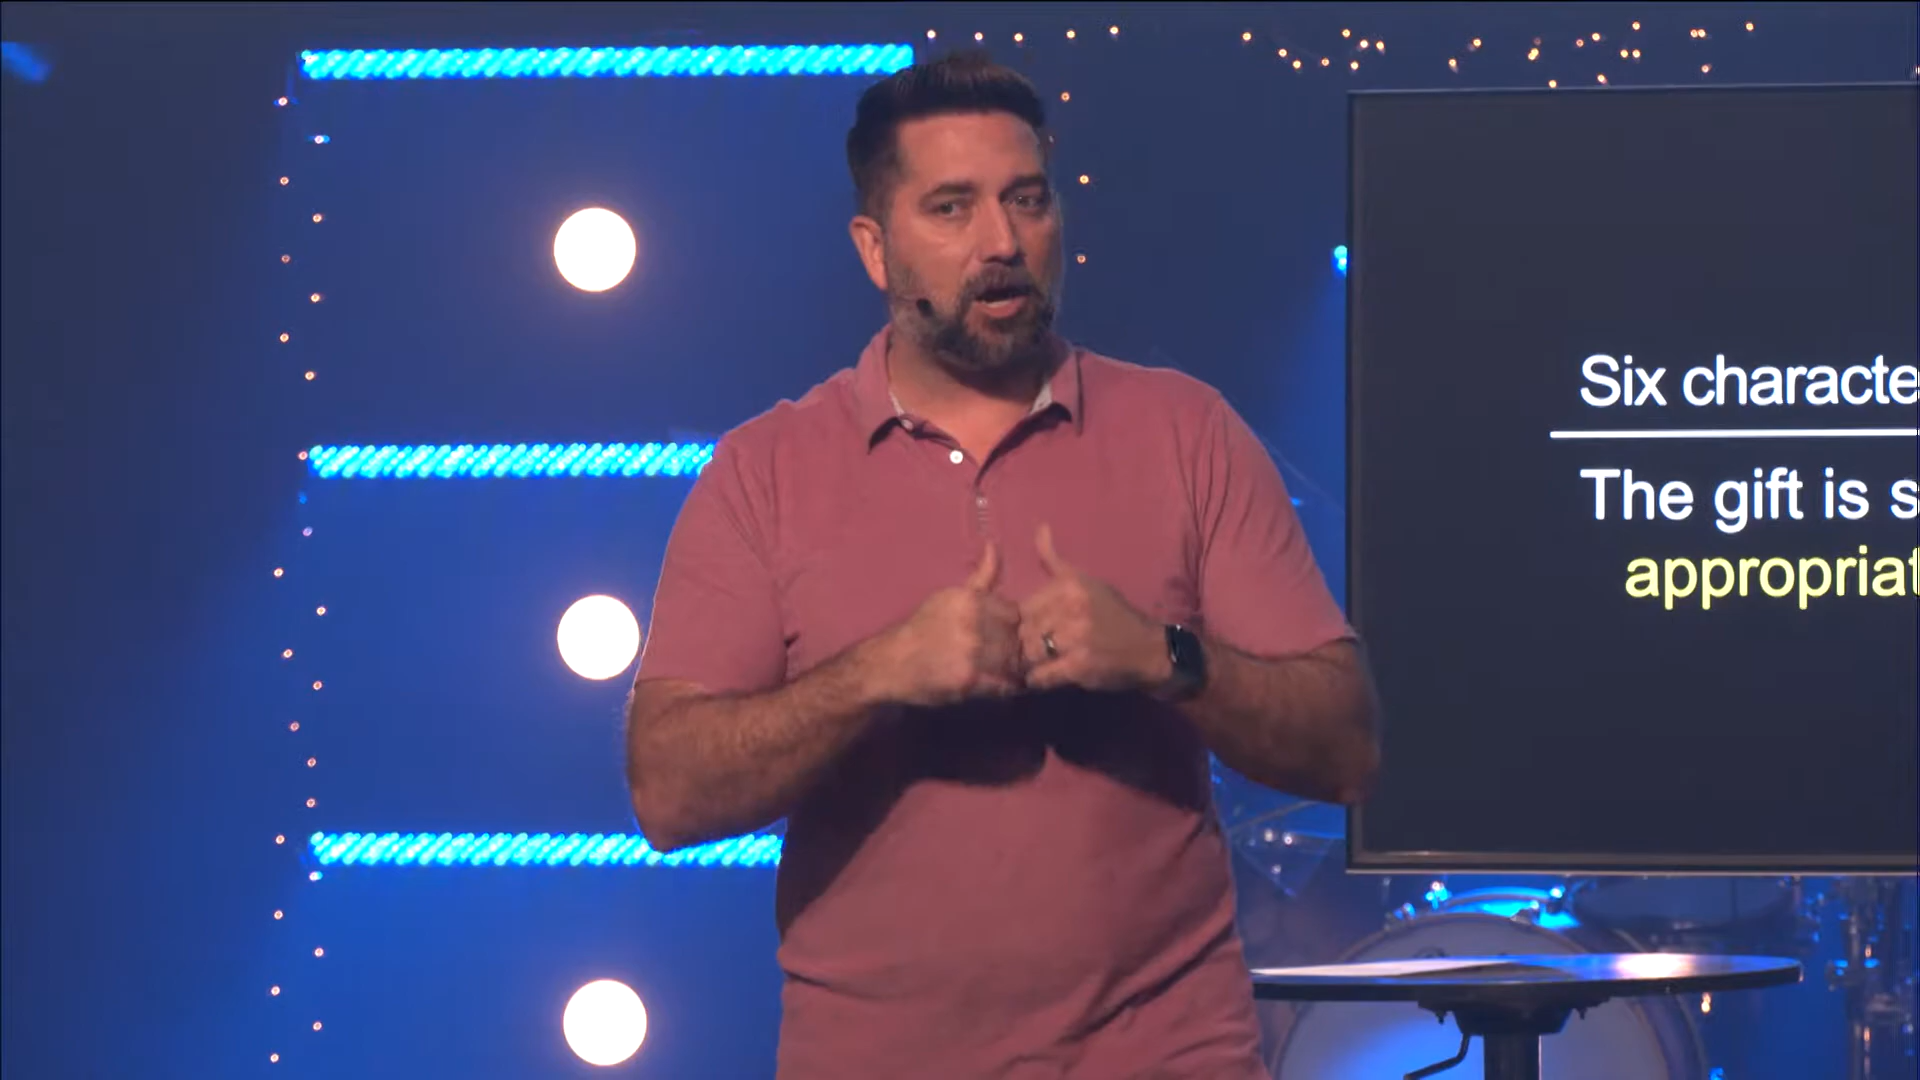 Six characte
The gift is s
appropriat